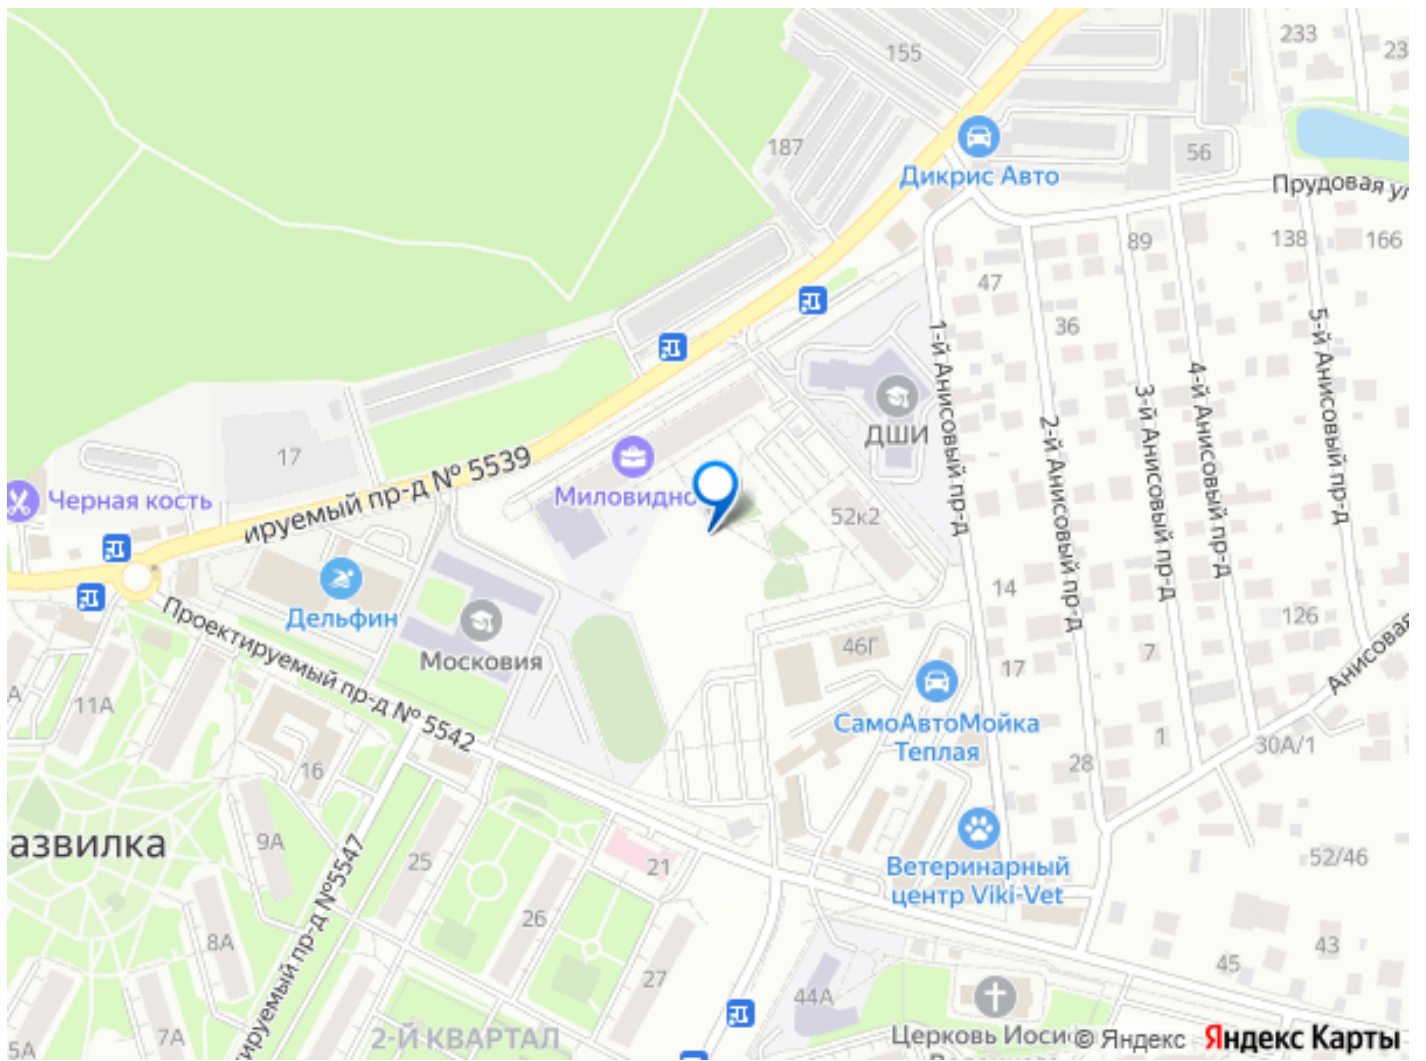 155
233
23
187
56
Дикрис Авто
Прудовая ул
89
138
166
47
36
1-й Анисовый пр-д
2-й Анисовый пр-д
3-й Анисовый пр-д
4-й Анисовый пр-д
5-й Анисовый пр-д
ДШИ
17
ируемый пр-д № 5539
Миловидно
Черная кость
52к2
Дельфин
Московия
14
126
Проектируемый пр-д № 5542
46Г
17
7
Анисовая
А
11А
СамоАвтоМойка
Теплая
1
30А/1
28
16
азвилка
9А
25
21
Ветеринарный
центр Viki-Vet
52/46
ируемый пр-д №5547
26
8А
27
43
45
44А
5А
7А
2-Й КВАРТАЛ
Церковь Иоси
© Яндекс
Яндекс Карты